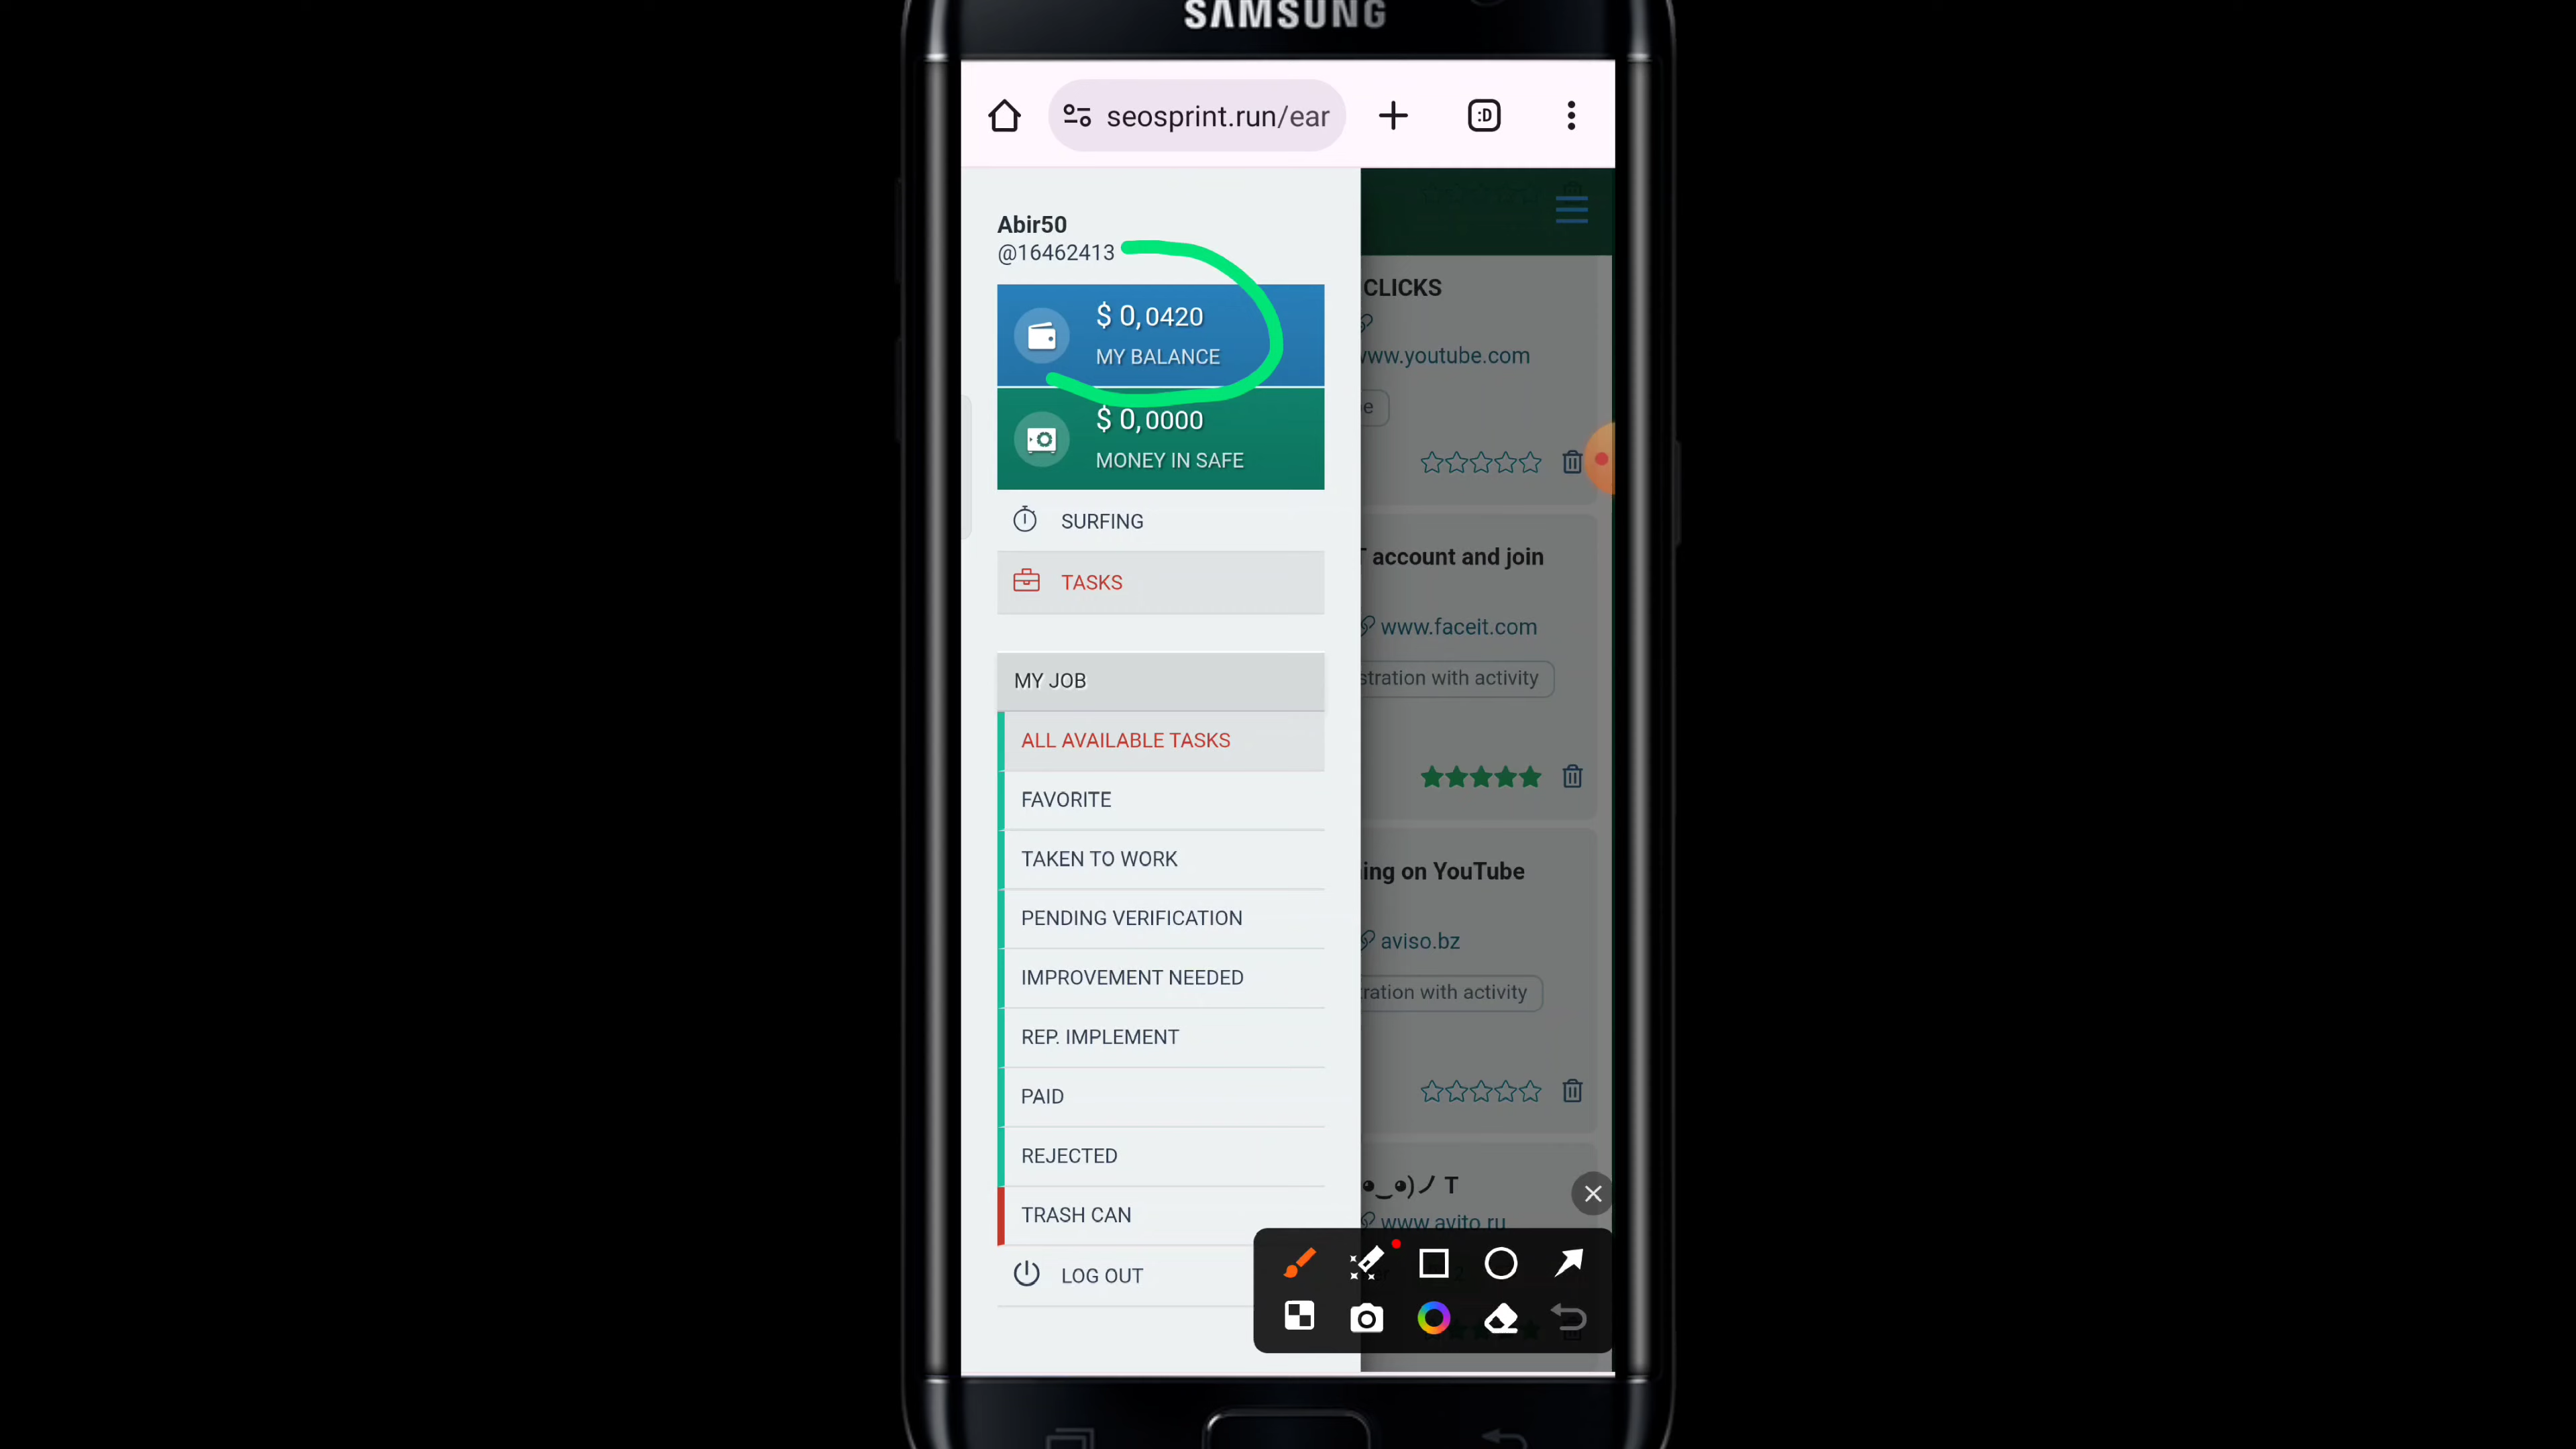 SAMSUNG
seosprint.run/ear
:D
Abir50
@16462413
$ 0,0420
MY BALANCE
$ 0,0000
MONEY IN SAFE
SURFING
TASKS
MY JOB
ALL AVAILABLE TASKS
FAVORITE
TAKEN TO WORK
PENDING VERIFICATION
IMPROVEMENT NEEDED
REP. IMPLEMENT
PAID
REJECTED
TRASH CAN
LOG OUT
CLICKS
www.youtube.com
e
T account and join
www.faceit.com
stration with activity
ing on YouTube
aviso.bz
ration with activity
◕‿◕)ノ T
www.avito.ru